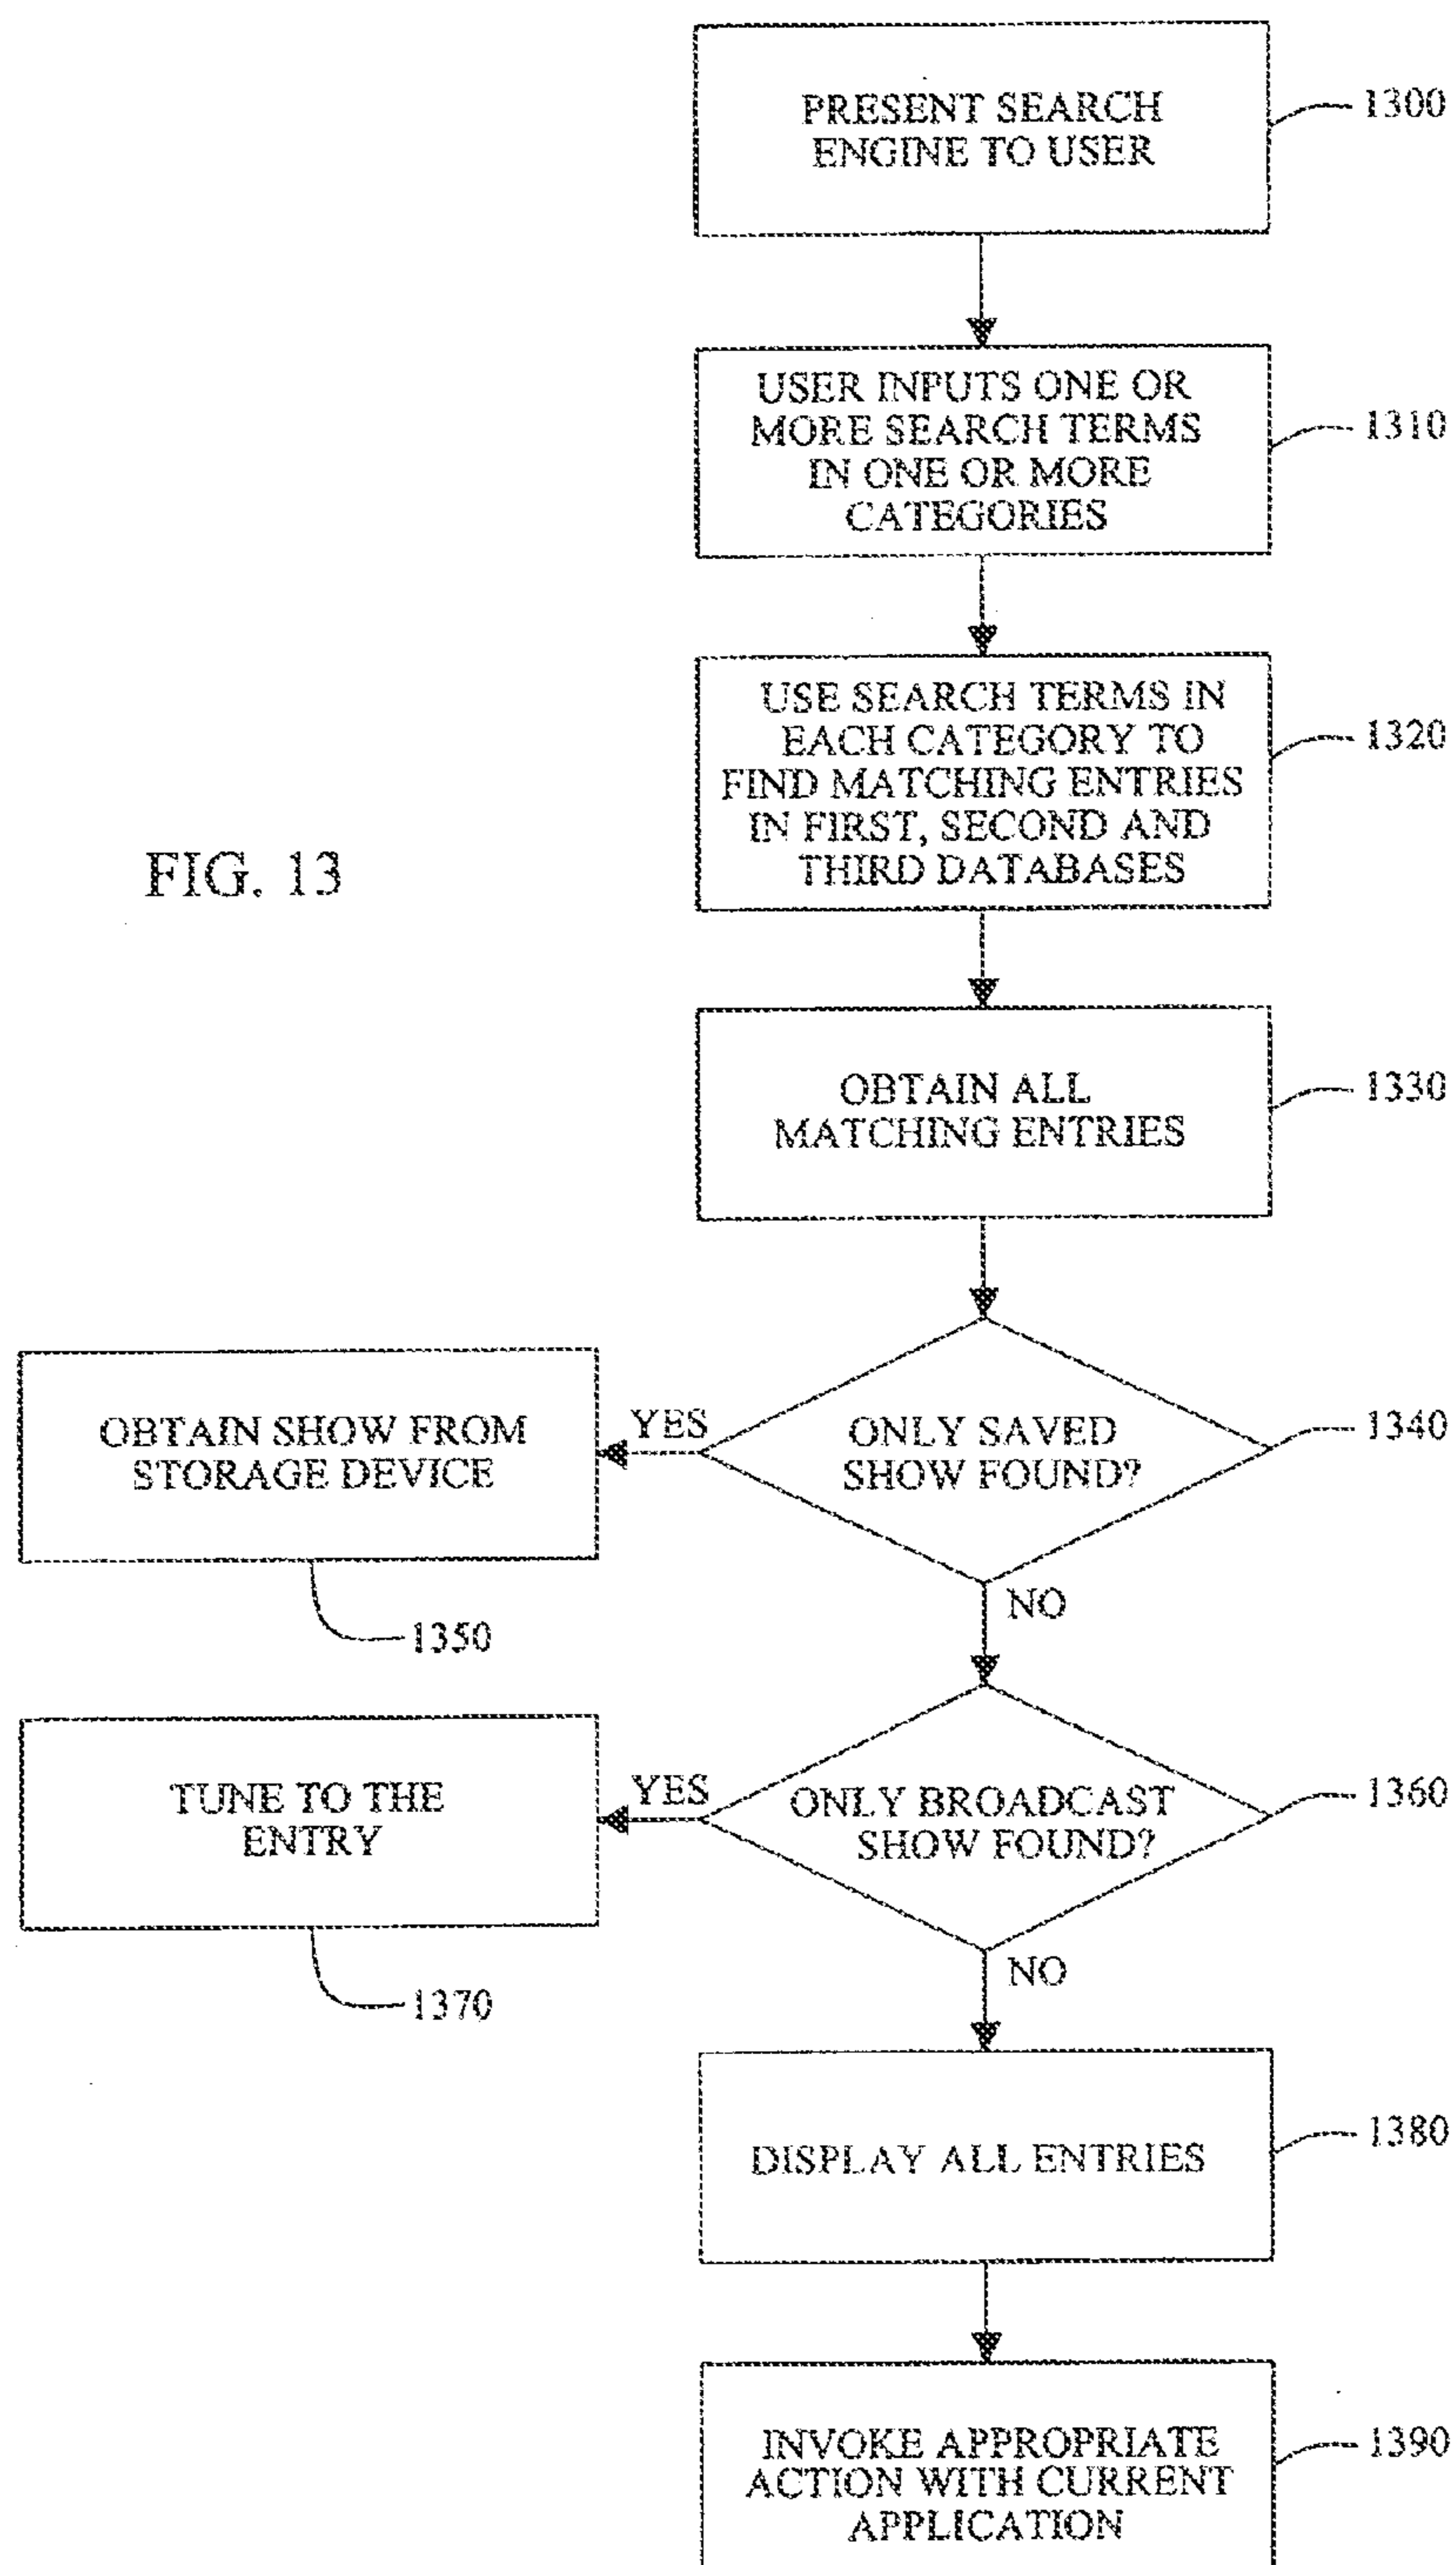 PRESENT SEARCH
ENGINE TO USER
1300
USER INPUTS ONE OR
MORE SEARCH TERMS
IN ONE OR MORE
CATEGORIES
1310
USE SEARCH TERMS IN
EACH CATEGORY TO
FIND MATCHING ENTRIES
IN FIRST, SECOND AND
THIRD DATABASES
1320
FIG. 13
OBTAIN ALL
MATCHING ENTRIES
1330
ONLY SAVED
SHOW FOUND?
1340
YES
OBTAIN SHOW FROM
STORAGE DEVICE
1350
NO
ONLY BROADCAST
SHOW FOUND?
1360
YES
TUNE TO THE
ENTRY
1370
NO
DISPLAY ALL ENTRIES
1380
INVOKE APPROPRIATE
ACTION WITH CURRENT
APPLICATION
1390